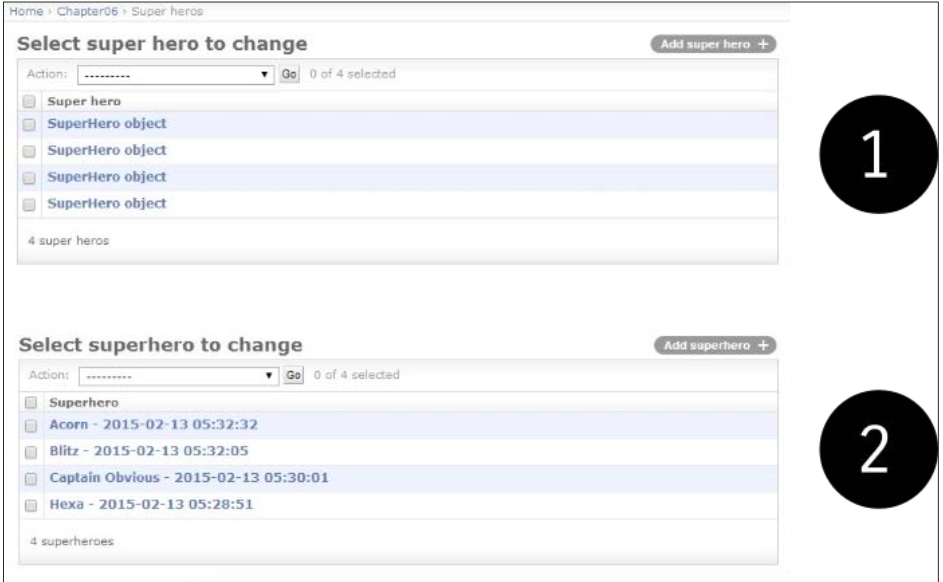 Home › Chapter06 › Super heros
Select super hero to change
Add super hero +
Action: --------- Go 0 of 4 selected
Super hero
SuperHero object
SuperHero object
SuperHero object
SuperHero object
4 super heros
1
Select superhero to change
Add superhero +
Action: --------- Go 0 of 4 selected
Superhero
Acorn - 2015-02-13 05:32:32
Blitz - 2015-02-13 05:32:05
Captain Obvious - 2015-02-13 05:30:01
Hexa - 2015-02-13 05:28:51
4 superheroes
2